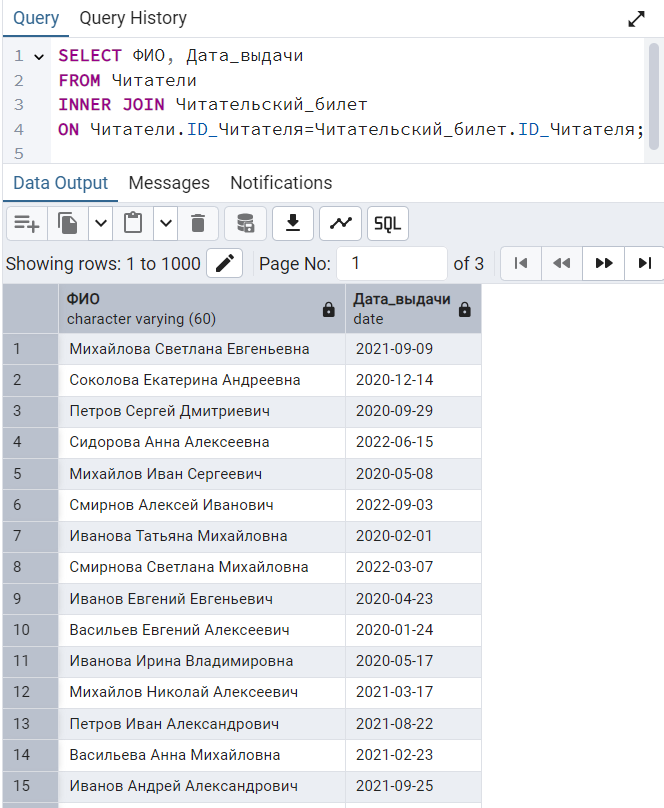 Query Query History
1 SELECT ФИО, Дата_выдачи
2 FROM Читатели
3 INNER JOIN Читательский_билет
4 ON Читатели.ID_Читателя=Читательский_билет.ID_Читателя;
5
Data Output Messages Notifications
SQL
Showing rows: 1 to 1000 Page No: 1 of 3
ФИО Дата_выдачи
character varying (60) date
1 Михайлова Светлана Евгеньевна 2021-09-09
2 Соколова Екатерина Андреевна 2020-12-14
3 Петров Сергей Дмитриевич 2020-09-29
4 Сидорова Анна Алексеевна 2022-06-15
5 Михайлов Иван Сергеевич 2020-05-08
6 Смирнов Алексей Иванович 2022-09-03
7 Иванова Татьяна Михайловна 2020-02-01
8 Смирнова Светлана Михайловна 2022-03-07
9 Иванов Евгений Евгеньевич 2020-04-23
10 Васильев Евгений Алексеевич 2020-01-24
11 Иванова Ирина Владимировна 2020-05-17
12 Михайлов Николай Алексеевич 2021-03-17
13 Петров Иван Александрович 2021-08-22
14 Васильева Анна Михайловна 2021-02-23
15 Иванов Андрей Александрович 2021-09-25